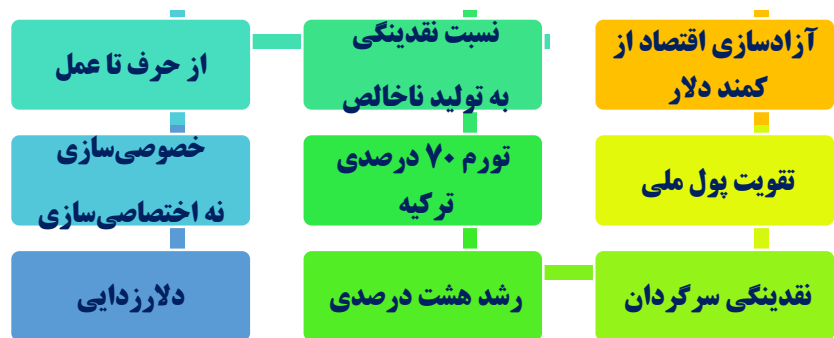 آزادسازی اقتصاد از
کمند دلار
تقویت پول ملی
نقدینگی سرگردان
رشد هشت درصدی
تورم ۷۰ درصدی
ترکیه
نسبت نقدینگی
به تولید ناخالص
از حرف تا عمل
خصوصی‌سازی
نه اختصاصی‌سازی
دلارزدایی